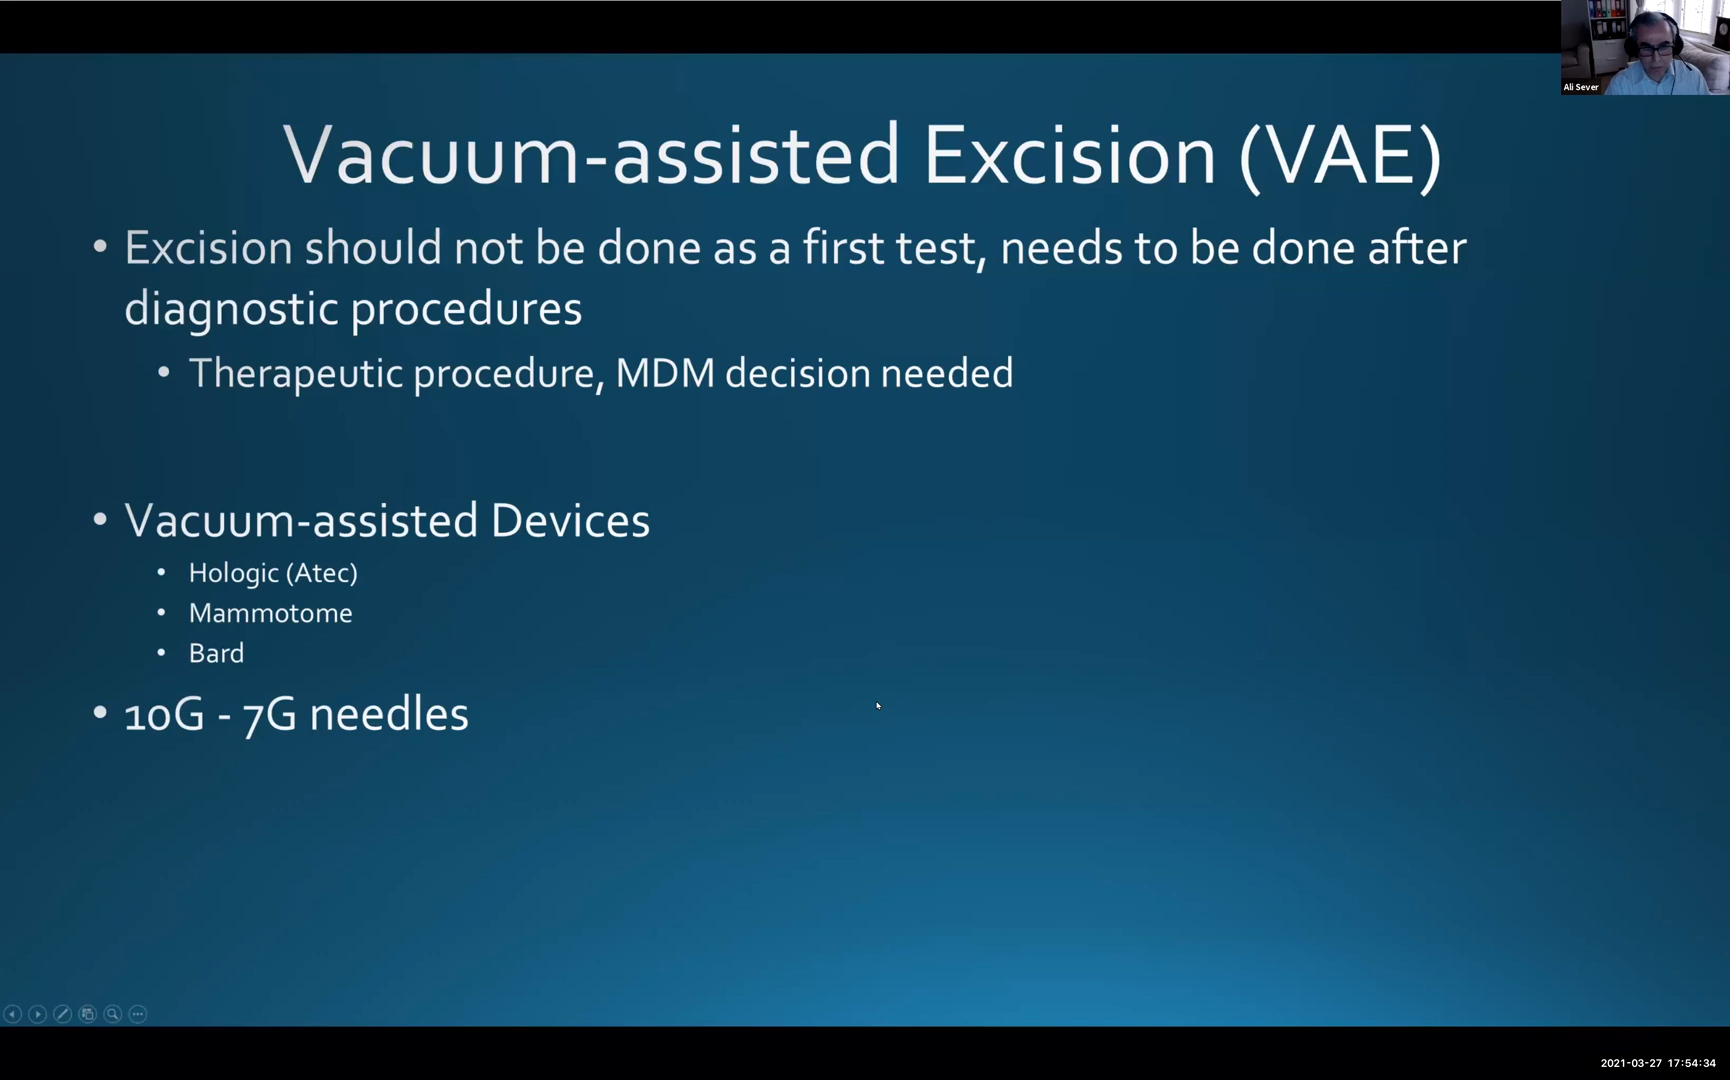 Ali Sever
Vacuum-assisted Excision (VAE)
• Excision should not be done as a first test, needs to be done after
diagnostic procedures
• Therapeutic procedure, MDM decision needed
• Vacuum-assisted Devices
• Hologic (Atec)
• Mammotome
• Bard
• 10G - 7G needles
2021-03-27 17:54:34